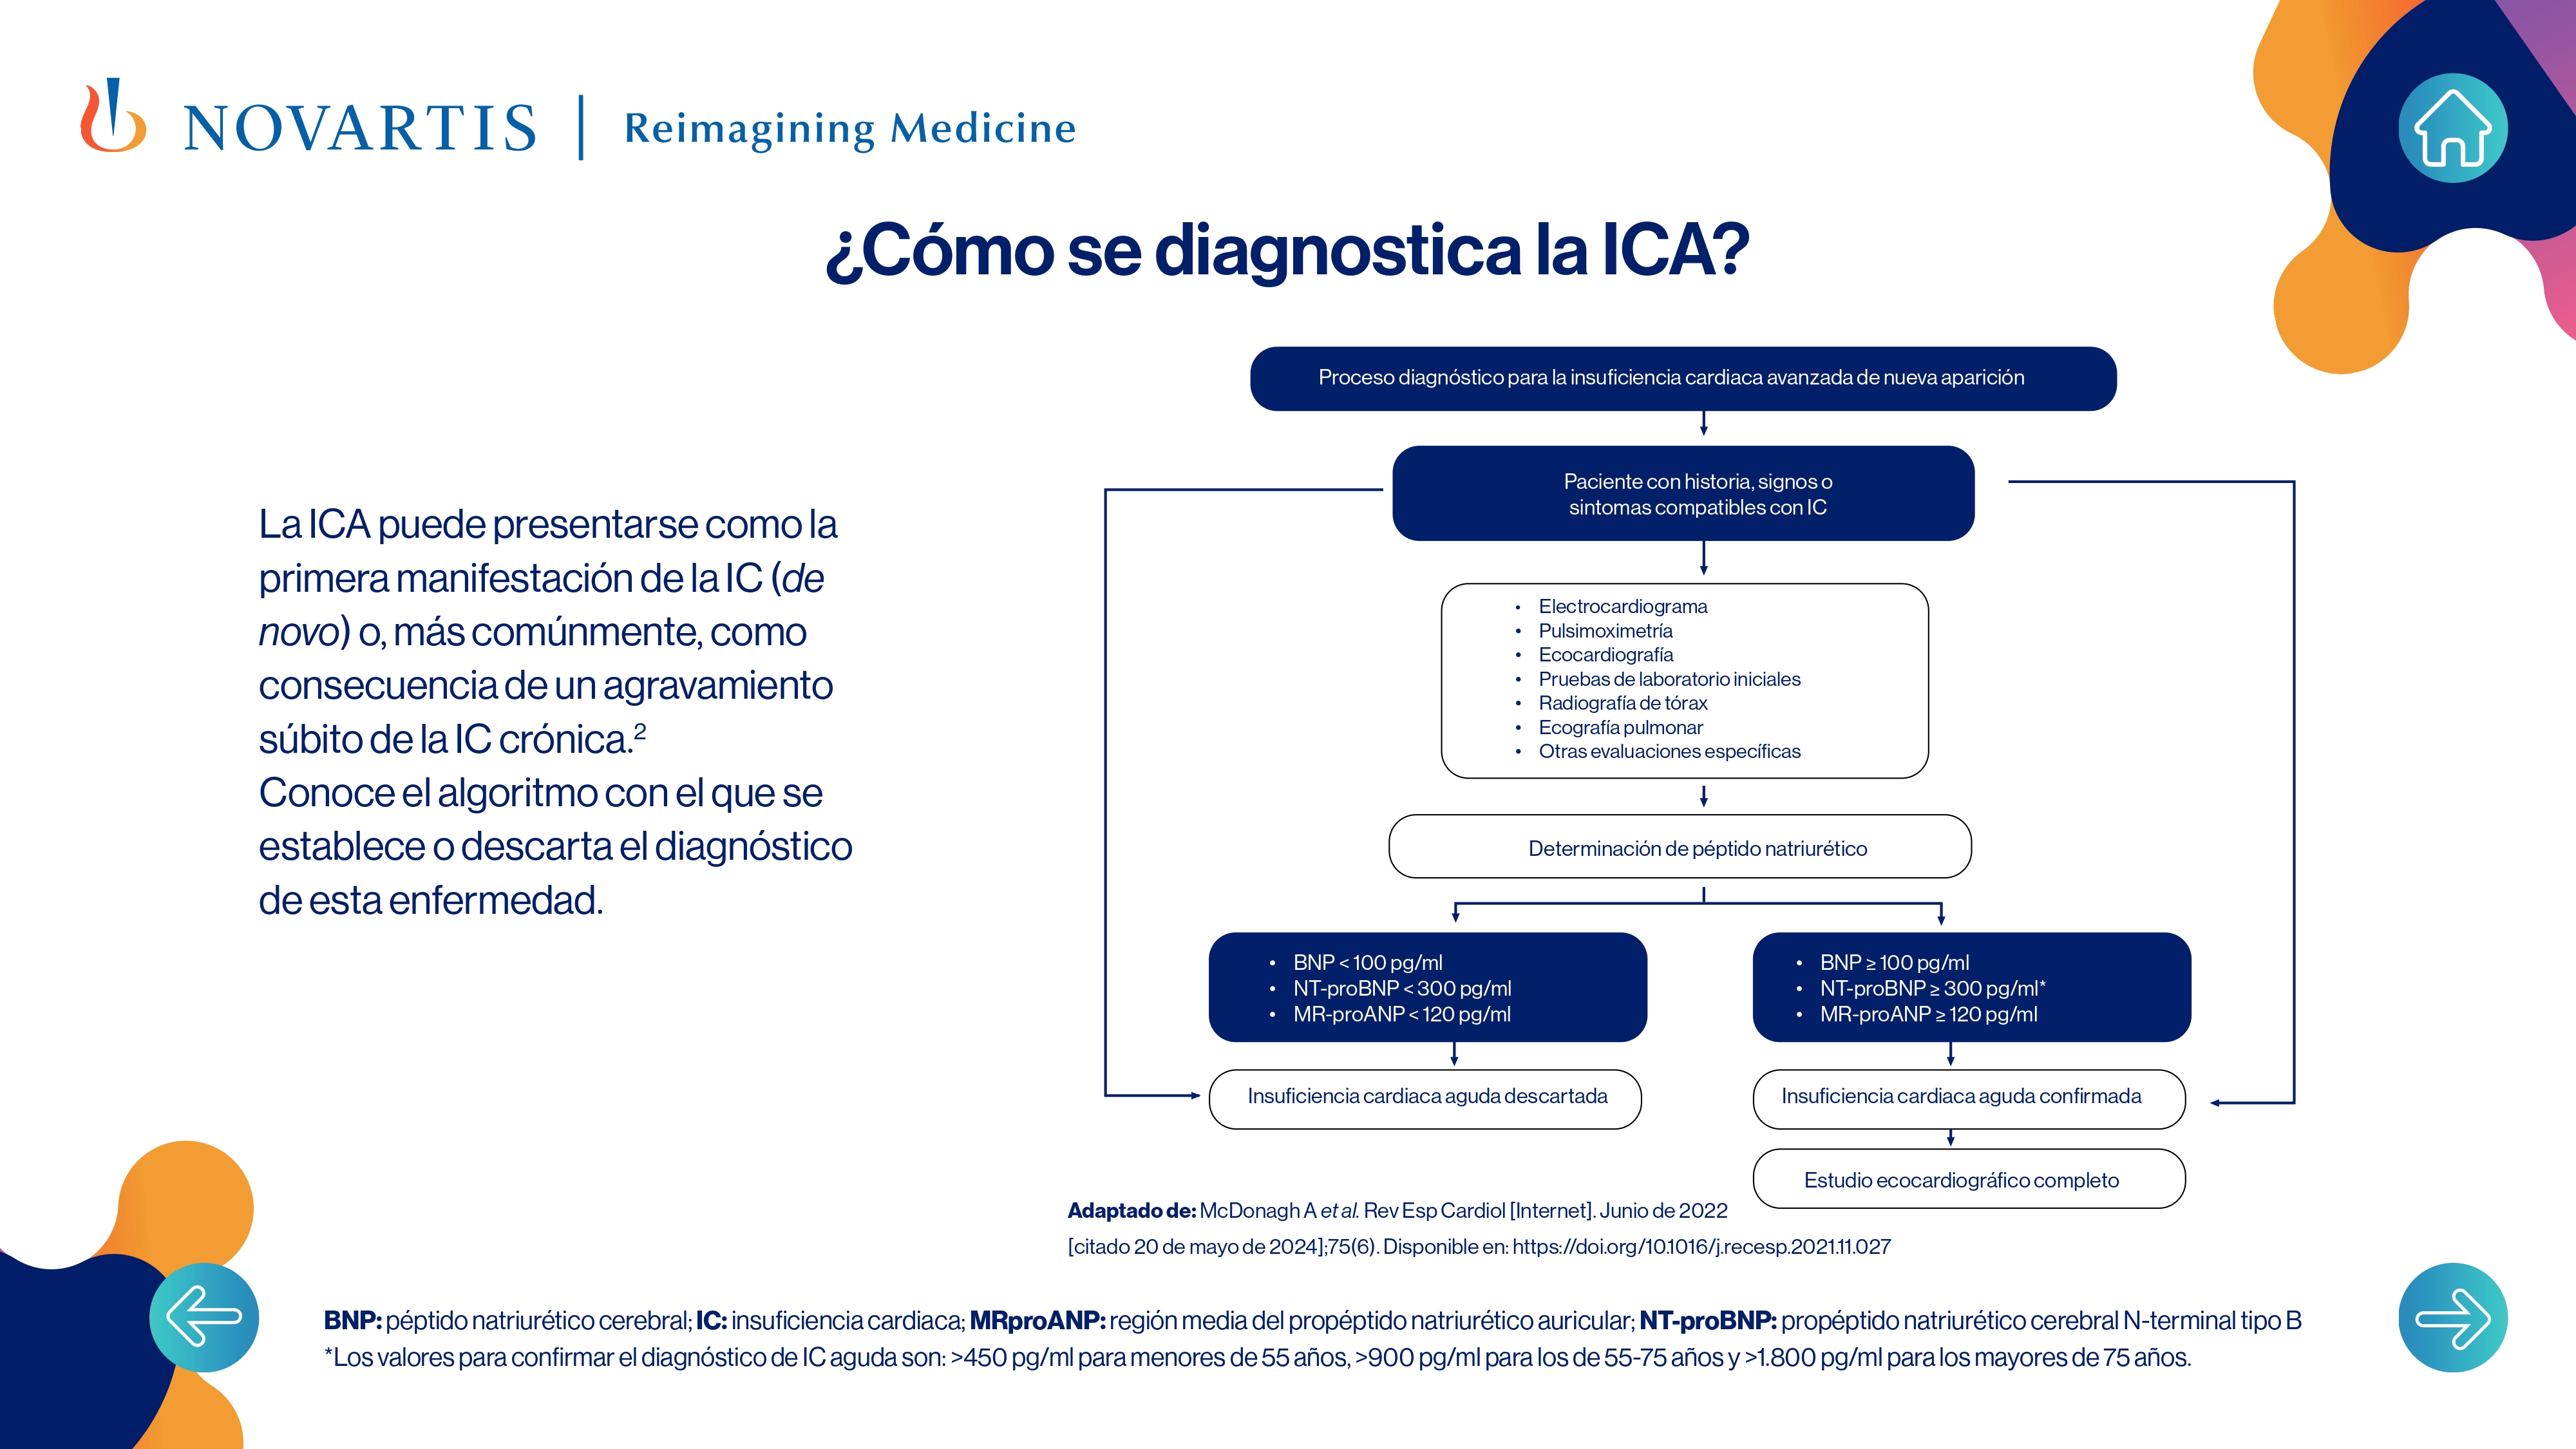 NOVARTIS | Reimagining Medicine
¿Cómo se diagnostica la ICA?
La ICA puede presentarse como la
primera manifestación de la IC (de
novo) o, más comúnmente, como
consecuencia de un agravamiento
súbito de la IC crónica.²
Conoce el algoritmo con el que se
establece o descarta el diagnóstico
de esta enfermedad.
Proceso diagnóstico para la insuficiencia cardiaca avanzada de nueva aparición
Paciente con historia, signos o
sintomas compatibles con IC
• Electrocardiograma
• Pulsimoximetría
• Ecocardiografía
• Pruebas de laboratorio iniciales
• Radiografía de tórax
• Ecografía pulmonar
• Otras evaluaciones específicas
Determinación de péptido natriurético
• BNP < 100 pg/ml
• NT-proBNP < 300 pg/ml
• MR-proANP < 120 pg/ml
• BNP ≥ 100 pg/ml
• NT-proBNP ≥ 300 pg/ml*
• MR-proANP ≥ 120 pg/ml
Insuficiencia cardiaca aguda descartada
Insuficiencia cardiaca aguda confirmada
Estudio ecocardiográfico completo
Adaptado de: McDonagh A et al. Rev Esp Cardiol [Internet]. Junio de 2022
[citado 20 de mayo de 2024];75(6). Disponible en: https://doi.org/10.1016/j.recesp.2021.11.027
BNP: péptido natriurético cerebral; IC: insuficiencia cardiaca; MRproANP: región media del propéptido natriurético auricular; NT-proBNP: propéptido natriurético cerebral N-terminal tipo B
*Los valores para confirmar el diagnóstico de IC aguda son: >450 pg/ml para menores de 55 años, >900 pg/ml para los de 55-75 años y >1.800 pg/ml para los mayores de 75 años.